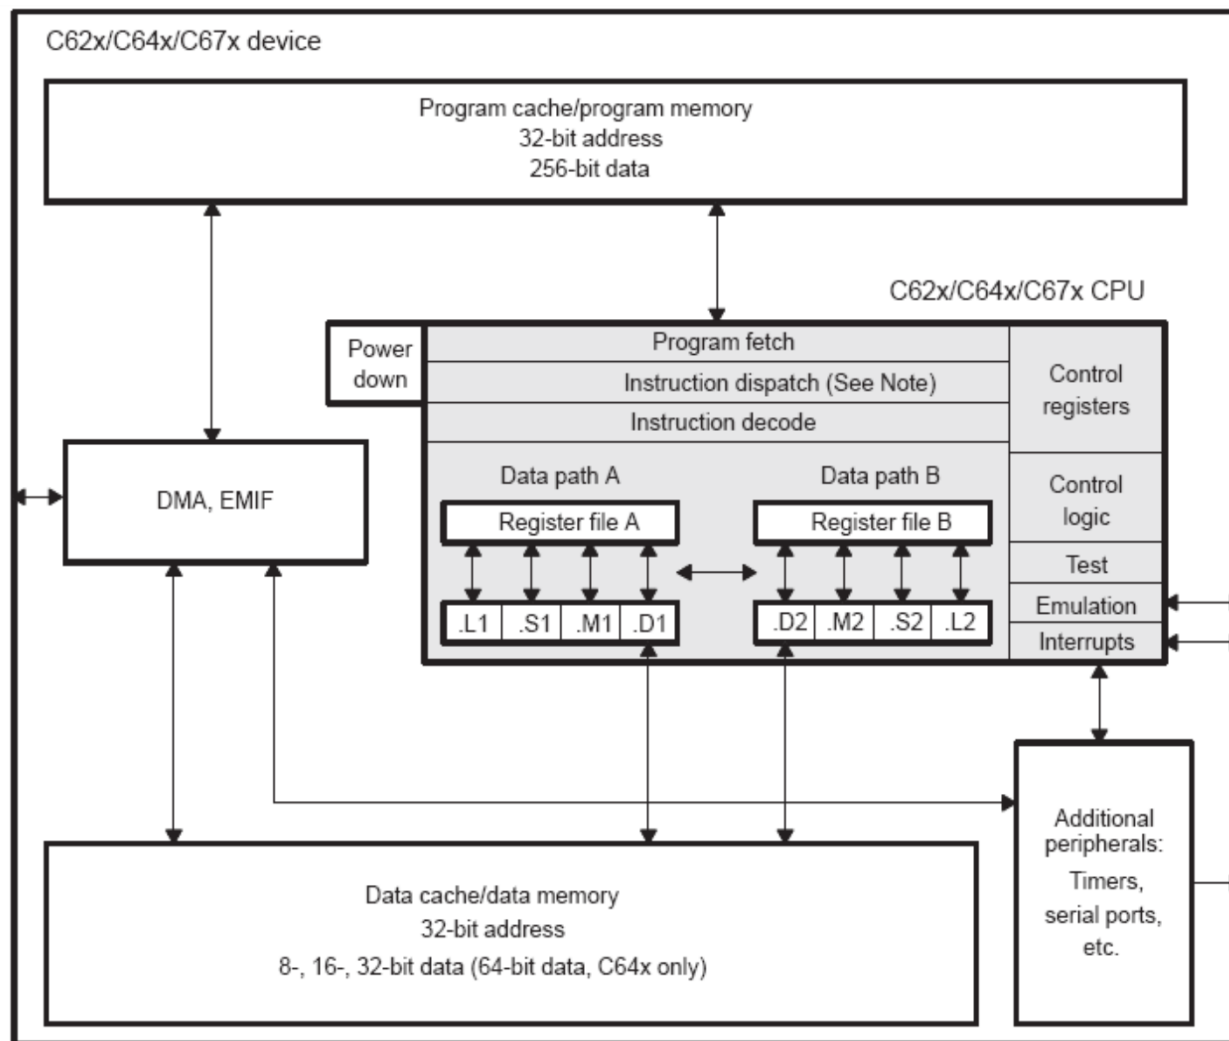 C62x/C64x/C67x device
Program cache/program memory
32-bit address
256-bit data
C62x/C64x/C67x CPU
Power
down
Program fetch
Instruction dispatch (See Note)
Instruction decode
Control
registers
DMA, EMIF
Data path A
Data path B
Register file A
Register file B
Control
logic
Test
Emulation
Interrupts
.L1
.S1
.M1
.D1
.D2
.M2
.S2
.L2
Additional
peripherals:
Timers,
serial ports,
etc.
Data cache/data memory
32-bit address
8-, 16-, 32-bit data (64-bit data, C64x only)